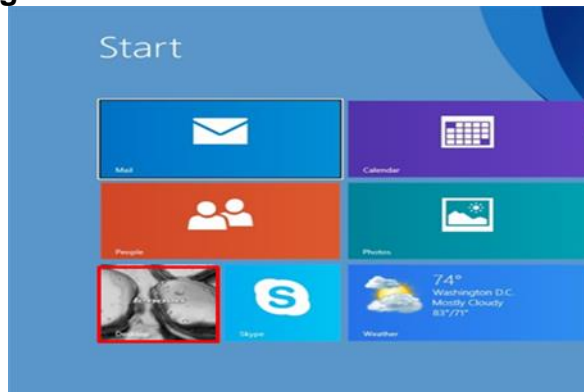 g
Start
Mail
Calendar
People
Photos
Desktop
Skype
74°
Washington D.C.
Mostly Cloudy
83°/71°
Weather